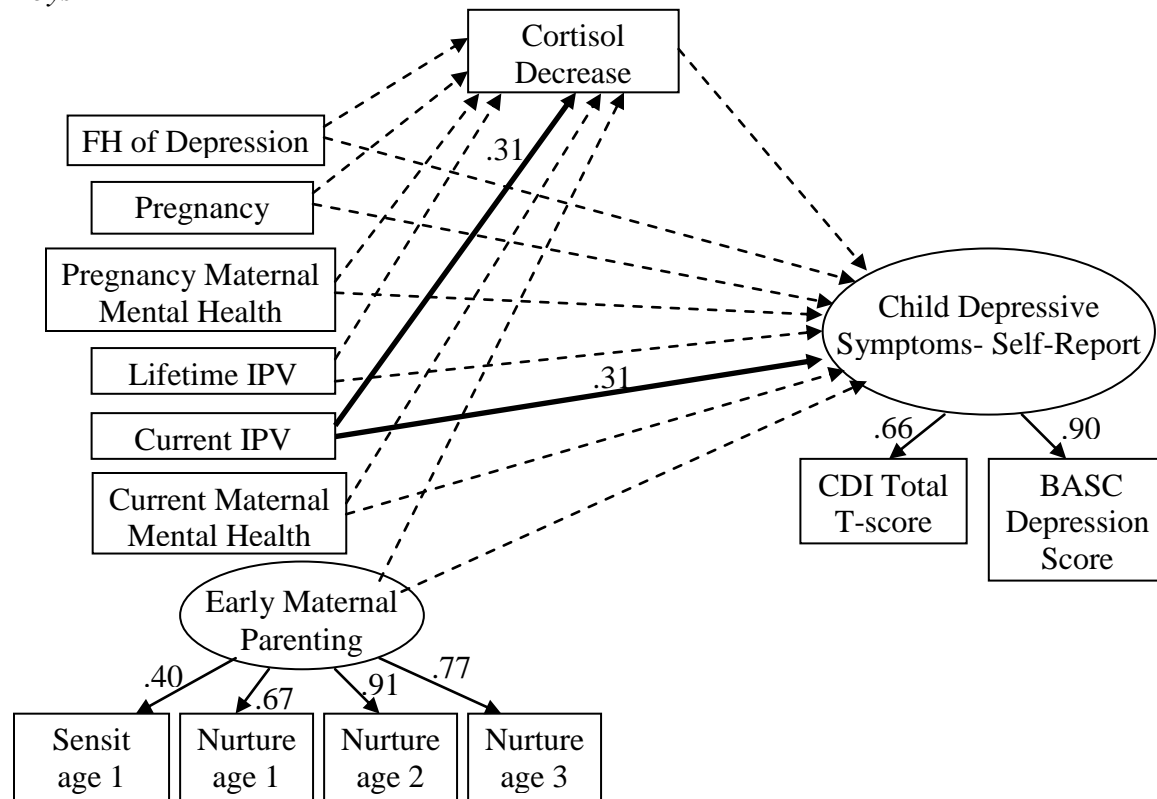 Cortisol
Decrease
FH of Depression
.31
Pregnancy
Pregnancy Maternal
Mental Health
Child Depressive
Symptoms- Self-Report
Lifetime IPV
.31
Current IPV
.66
.90
Current Maternal
Mental Health
CDI Total
T-score
BASC
Depression
Score
Early Maternal
Parenting
.40
.67
.91
.77
Sensit
age 1
Nurture
age 1
Nurture
age 2
Nurture
age 3